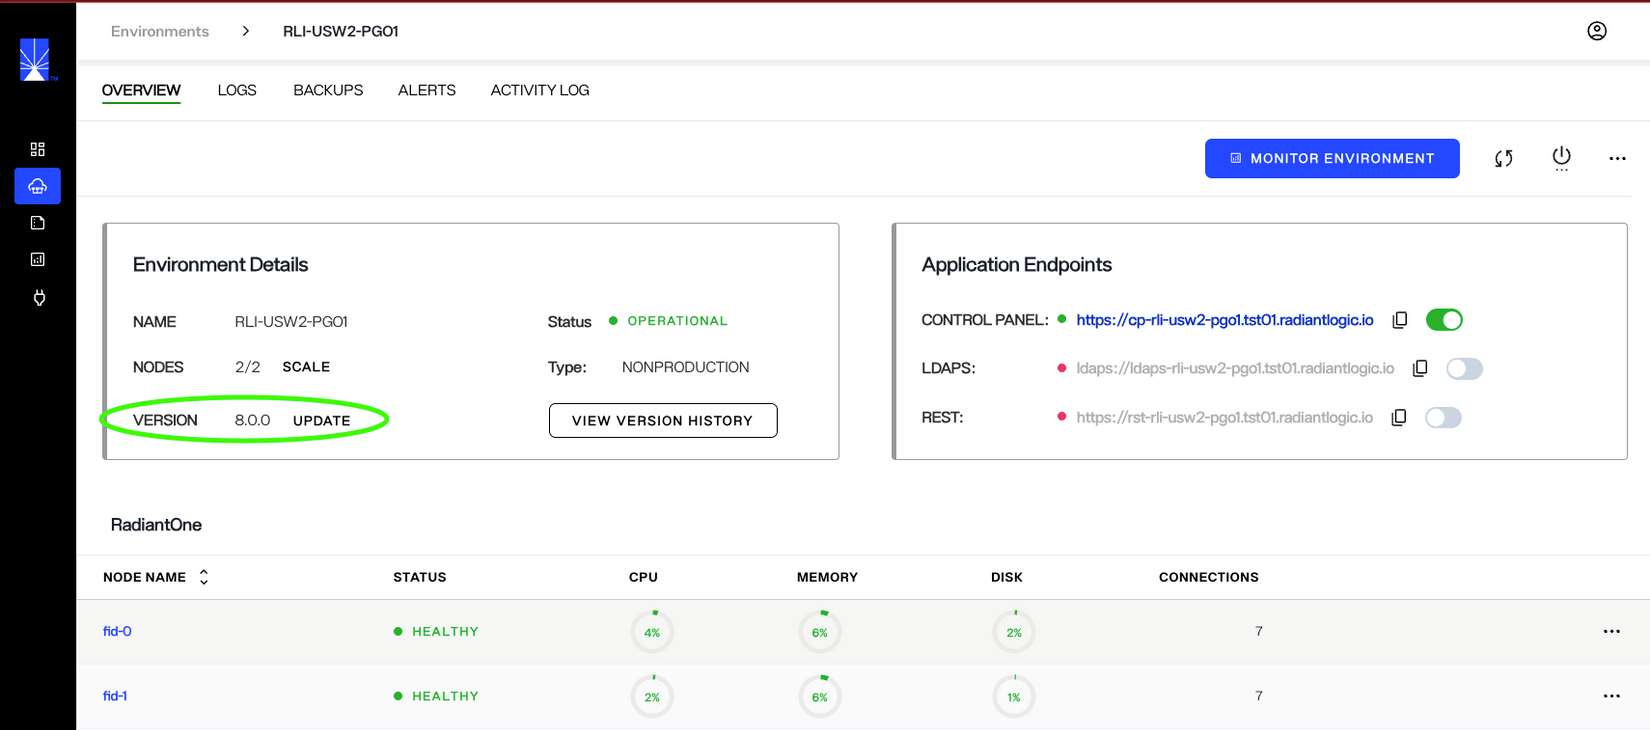 Environments > RLI-USW2-PG01
OVERVIEW LOGS BACKUPS ALERTS ACTIVITY LOG
MONITOR ENVIRONMENT
Environment Details
NAME RLI-USW2-PG01
Status OPERATIONAL
NODES 2/2 SCALE
Type: NONPRODUCTION
VERSION 8.0.0 UPDATE
VIEW VERSION HISTORY
Application Endpoints
CONTROL PANEL: https://cp-rli-usw2-pgo1.tst01.radiantlogic.io
LDAPS: ldaps://ldaps-rli-usw2-pgo1.tst01.radiantlogic.io
REST: https://rst-rli-usw2-pgo1.tst01.radiantlogic.io
RadiantOne
NODE NAME STATUS CPU MEMORY DISK CONNECTIONS
fid-0 HEALTHY 4% 6% 2% 7
fid-1 HEALTHY 2% 6% 1% 7